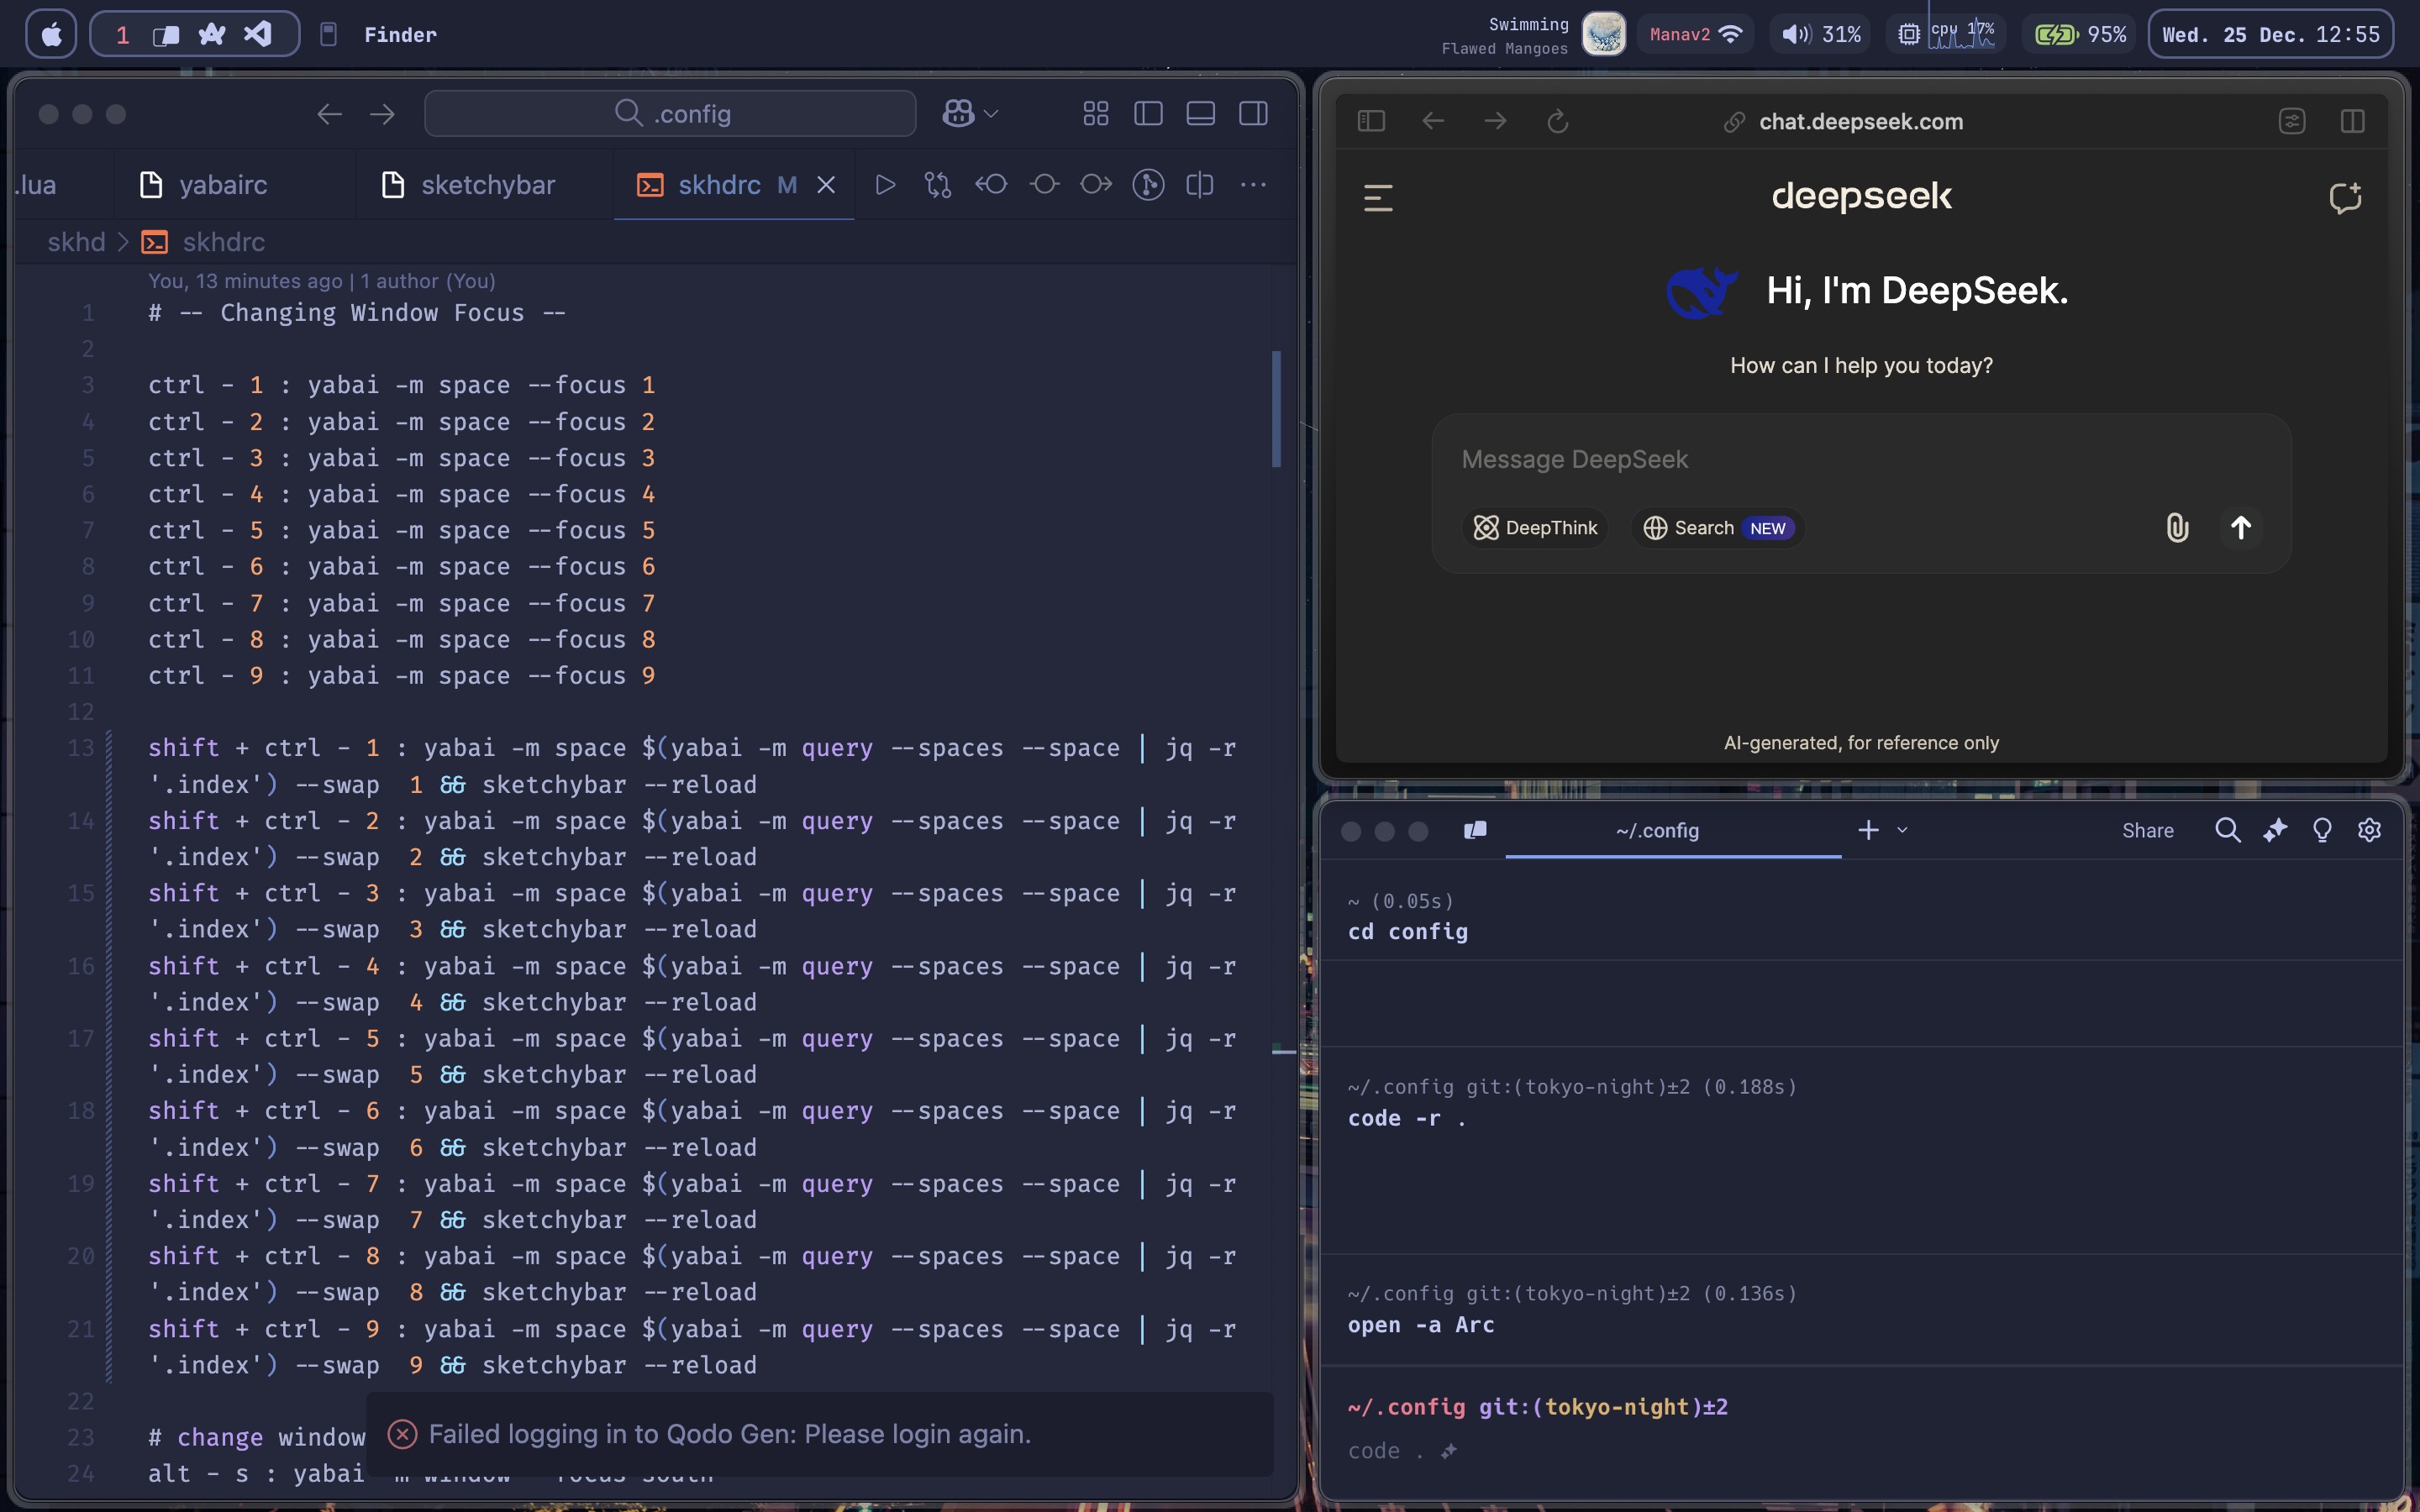 1
Finder
Swimming
Flawed Mangoes
Manav2
31%
cpu 17%
95%
Wed. 25 Dec. 12:55
.config
.lua
yabairc
sketchybar
skhdrc M
skhd > skhdrc
You, 13 minutes ago | 1 author (You)
1 # -- Changing Window Focus --
2
3 ctrl - 1 : yabai -m space --focus 1
4 ctrl - 2 : yabai -m space --focus 2
5 ctrl - 3 : yabai -m space --focus 3
6 ctrl - 4 : yabai -m space --focus 4
7 ctrl - 5 : yabai -m space --focus 5
8 ctrl - 6 : yabai -m space --focus 6
9 ctrl - 7 : yabai -m space --focus 7
10 ctrl - 8 : yabai -m space --focus 8
11 ctrl - 9 : yabai -m space --focus 9
12
13 shift + ctrl - 1 : yabai -m space $(yabai -m query --spaces --space | jq -r
'.index') --swap  1 && sketchybar --reload
14 shift + ctrl - 2 : yabai -m space $(yabai -m query --spaces --space | jq -r
'.index') --swap  2 && sketchybar --reload
15 shift + ctrl - 3 : yabai -m space $(yabai -m query --spaces --space | jq -r
'.index') --swap  3 && sketchybar --reload
16 shift + ctrl - 4 : yabai -m space $(yabai -m query --spaces --space | jq -r
'.index') --swap  4 && sketchybar --reload
17 shift + ctrl - 5 : yabai -m space $(yabai -m query --spaces --space | jq -r
'.index') --swap  5 && sketchybar --reload
18 shift + ctrl - 6 : yabai -m space $(yabai -m query --spaces --space | jq -r
'.index') --swap  6 && sketchybar --reload
19 shift + ctrl - 7 : yabai -m space $(yabai -m query --spaces --space | jq -r
'.index') --swap  7 && sketchybar --reload
20 shift + ctrl - 8 : yabai -m space $(yabai -m query --spaces --space | jq -r
'.index') --swap  8 && sketchybar --reload
21 shift + ctrl - 9 : yabai -m space $(yabai -m query --spaces --space | jq -r
'.index') --swap  9 && sketchybar --reload
22
23 # change window
24 alt - s : yabai -m window --focus south
Failed logging in to Qodo Gen: Please login again.
chat.deepseek.com
deepseek
Hi, I'm DeepSeek.
How can I help you today?
Message DeepSeek
DeepThink
Search NEW
AI-generated, for reference only
~/.config
Share
~ (0.05s)
cd config
~/.config git:(tokyo-night)±2 (0.188s)
code -r .
~/.config git:(tokyo-night)±2 (0.136s)
open -a Arc
~/.config git:(tokyo-night)±2
code .